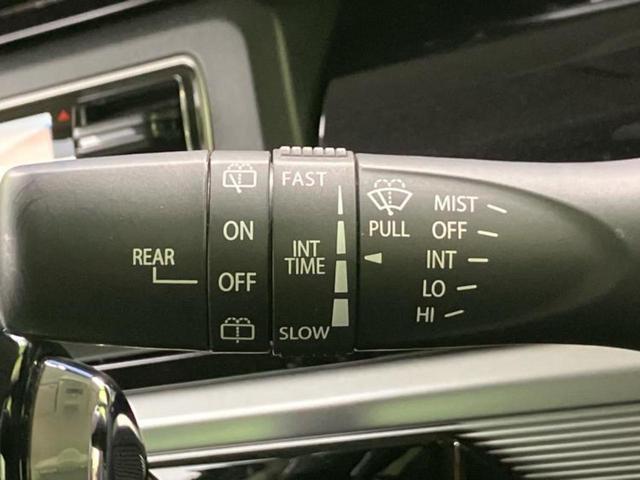 REAR
ON
OFF
FAST
INT
TIME
SLOW
PULL
MIST
OFF
INT
LO
HI